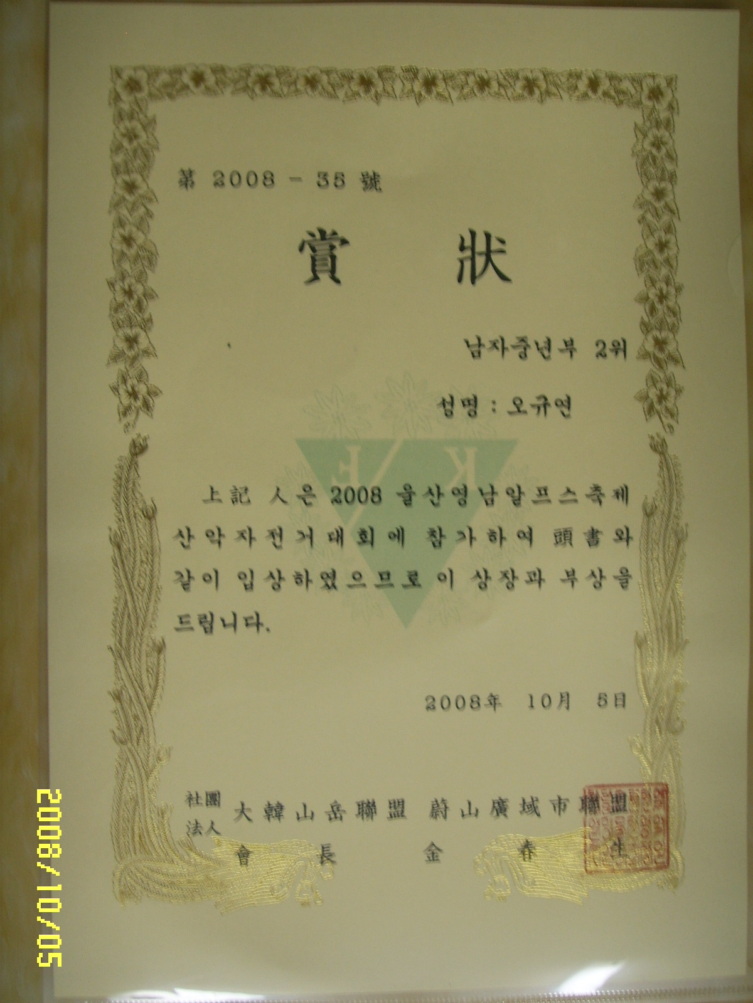 第 2008 - 35 號
賞 狀
남자중년부 2위
성명 : 오규연
K F
上記 人은 2008 울산영남알프스축제
산악자전거대회에 참가하여 頭書와
같이 입상하였으므로 이 상장과 부상을
드립니다.
2008年 10月 5日
社團
法人 大韓山岳聯盟 蔚山廣域市聯盟
會 長 金 春 生
2008/10/05